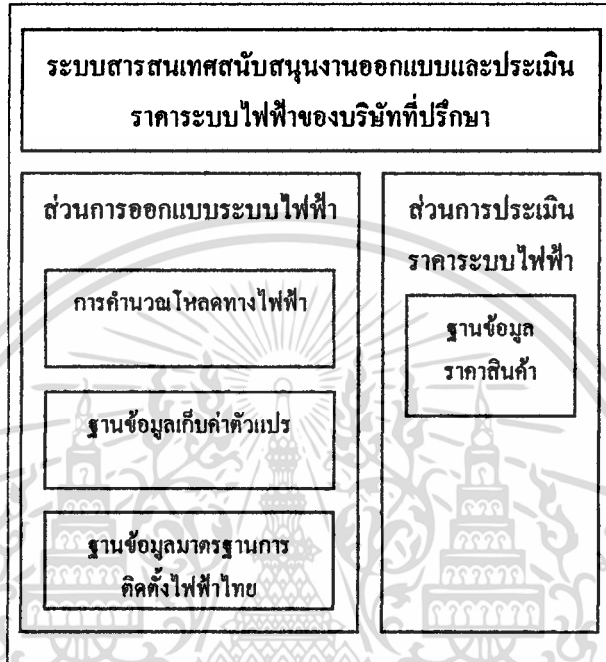 ระบบสารสนเทศสนับสนุนงานออกแบบและประเมิน
ราคาระบบไฟฟ้าของบริษัทที่ปรึกษา
ส่วนการออกแบบระบบไฟฟ้า
การคำนวณโหลดทางไฟฟ้า
ฐานข้อมูลเก็บค่าตัวแปร
ฐานข้อมูลมาตรฐานการ
ติดตั้งไฟฟ้าไทย
ส่วนการประเมิน
ราคาระบบไฟฟ้า
ฐานข้อมูล
ราคาสินค้า